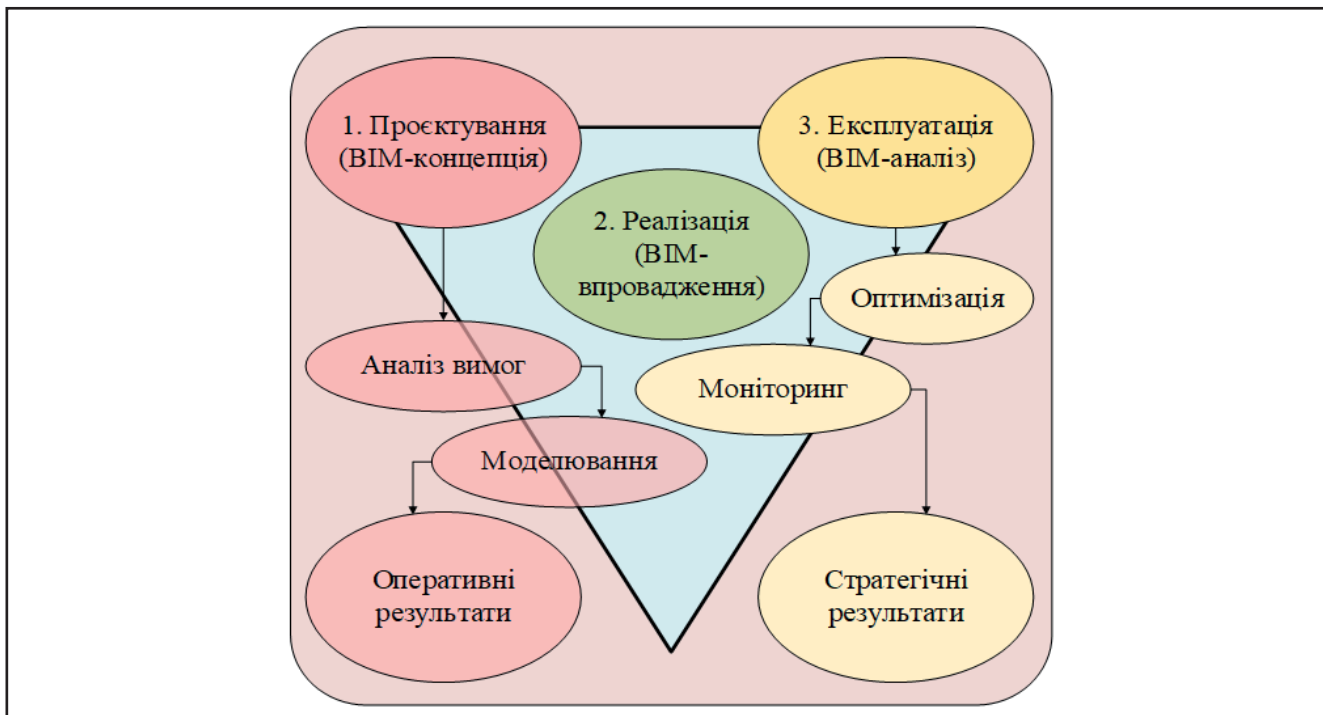 1. Проєктування
(BIM-концепція)
3. Експлуатація
(BIM-аналіз)
2. Реалізація
(BIM-
впровадження)
Оптимізація
Аналіз вимог
Моніторинг
Моделювання
Оперативні
результати
Стратегічні
результати